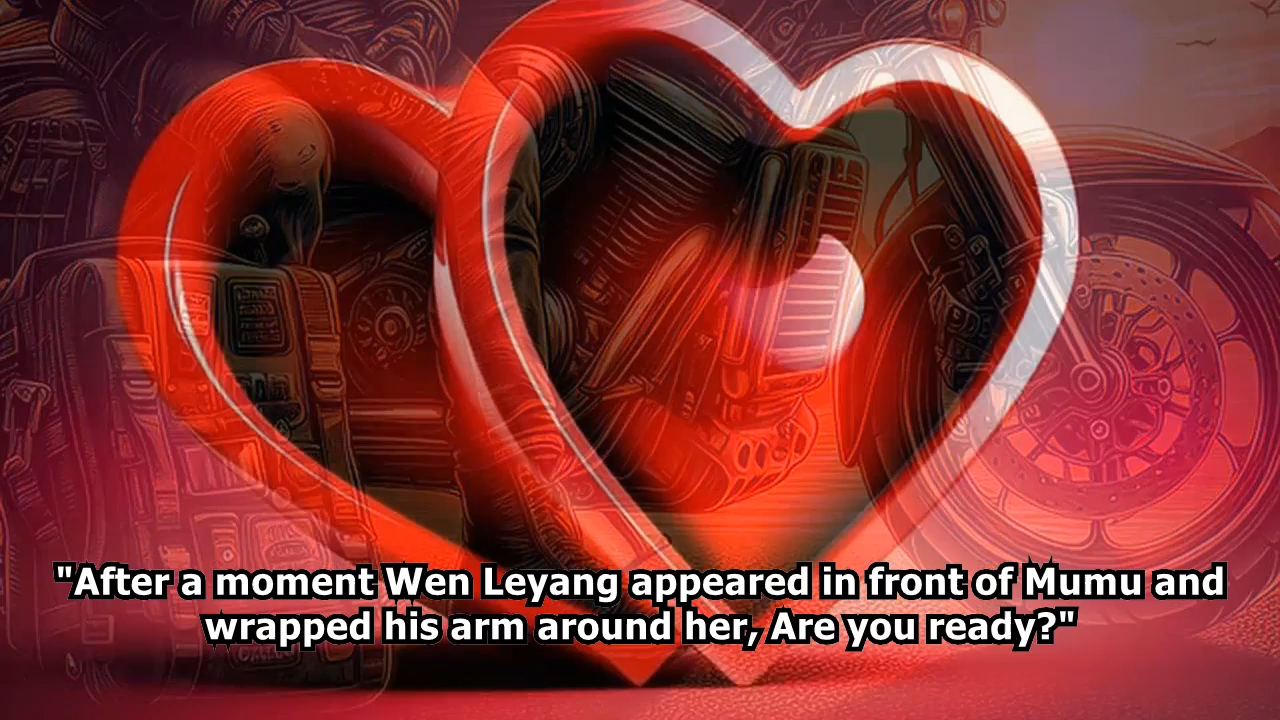 "After a moment Wen Leyang appeared in front of Mumu and
wrapped his arm around her, Are you ready?"